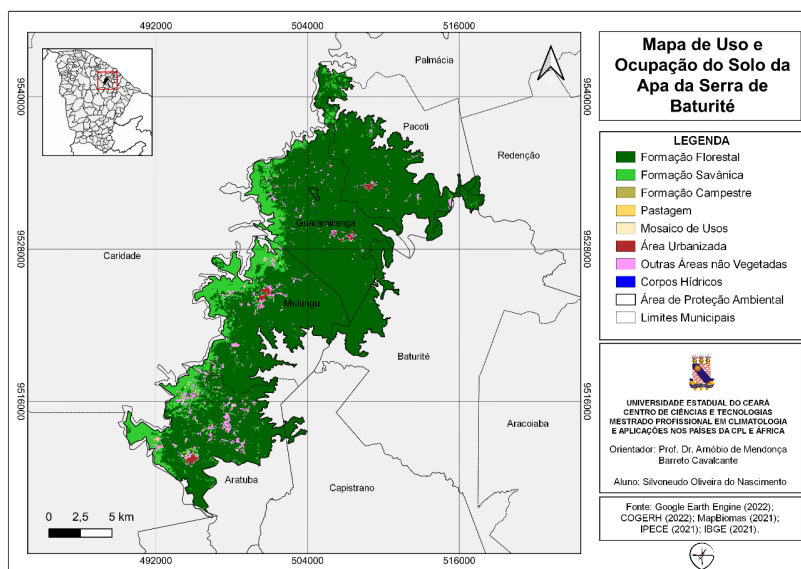 492000
504000
516000
9540000
9528000
9516000
Palmácia
Pacoti
Redenção
Guaramiranga
Caridade
Mulungu
Baturité
Aracoiaba
Aratuba
Capistrano
0 2,5 5 km
492000
504000
516000
Mapa de Uso e
Ocupação do Solo da
Apa da Serra de
Baturité
LEGENDA
Formação Florestal
Formação Savânica
Formação Campestre
Pastagem
Mosaico de Usos
Área Urbanizada
Outras Áreas não Vegetadas
Corpos Hídricos
Área de Proteção Ambiental
Limites Municipais
UNIVERSIDADE ESTADUAL DO CEARÁ
CENTRO DE CIÊNCIAS E TECNOLOGIAS
MESTRADO PROFISSIONAL EM CLIMATOLOGIA
E APLICAÇÕES NOS PAÍSES DA CPL E ÁFRICA
Orientador: Prof. Dr. Arnóbio de Mendonça
Barreto Cavalcante
Aluno: Silvoneudo Oliveira do Nascimento
Fonte: Google Earth Engine (2022);
COGERH (2022); MapBiomas (2021);
IPECE (2021); IBGE (2021).